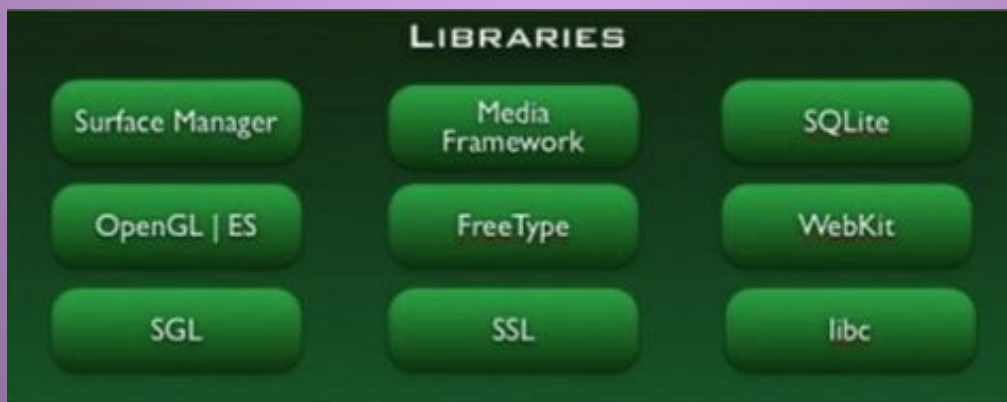 LIBRARIES
Surface Manager
Media
Framework
SQLite
OpenGL | ES
FreeType
WebKit
SGL
SSL
libc